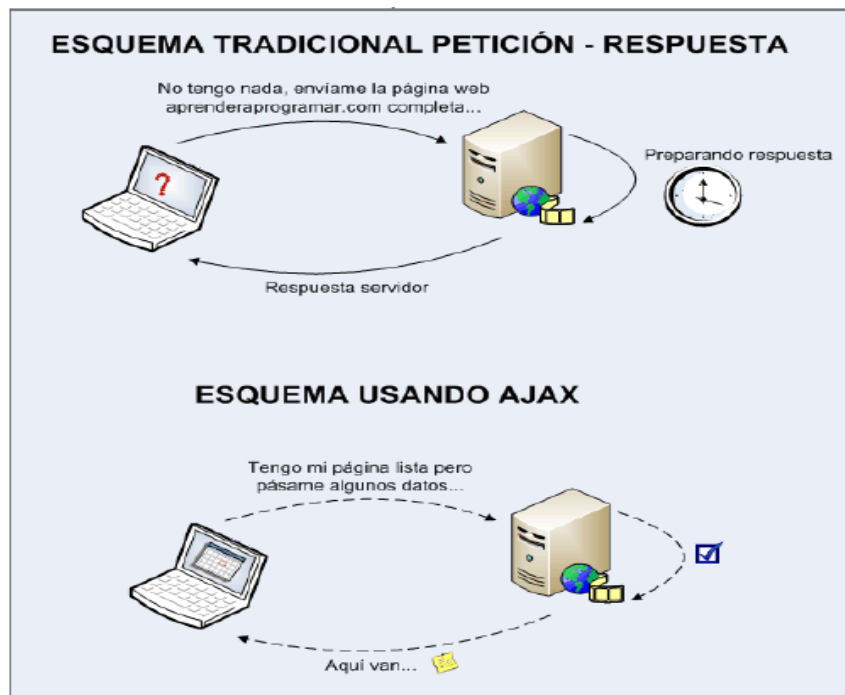 ESQUEMA TRADICIONAL PETICIÓN - RESPUESTA
No tengo nada, envíame la página web
aprenderaprogramar.com completa...
Preparando respuesta
?
Respuesta servidor
ESQUEMA USANDO AJAX
Tengo mi página lista pero
pásame algunos datos...
Aquí van...